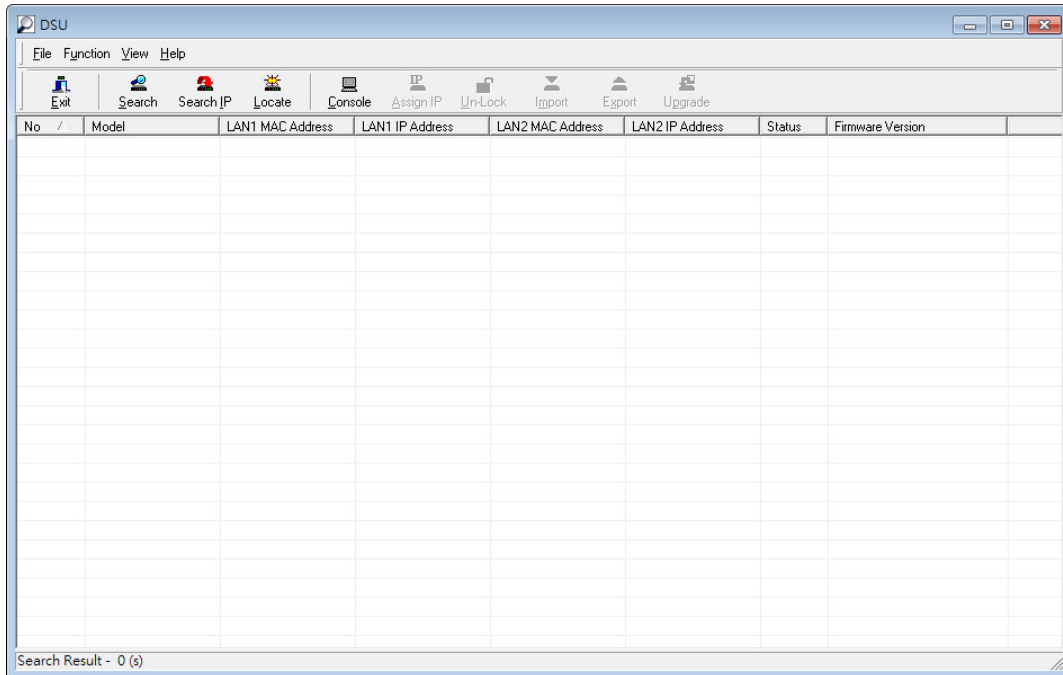 DSU
File Function View Help
Exit Search Search IP Locate Console Assign IP Un-Lock Import Export Upgrade
No / Model LAN1 MAC Address LAN1 IP Address LAN2 MAC Address LAN2 IP Address Status Firmware Version
Search Result - 0 (s)